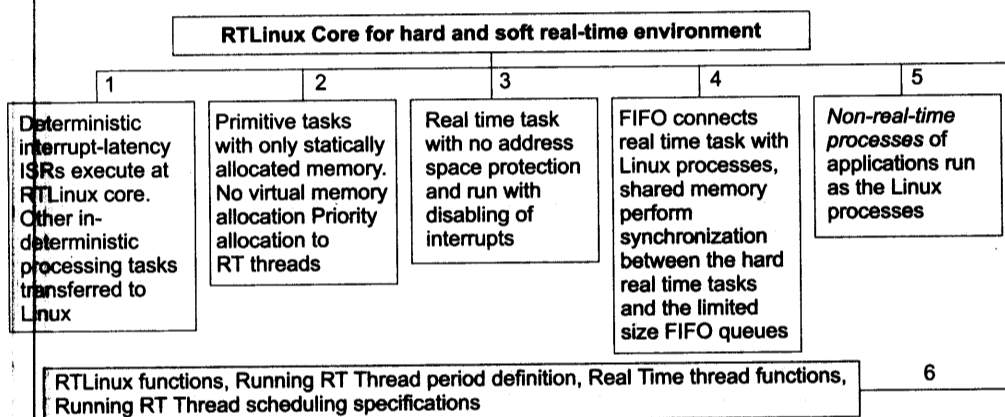 RTLinux Core for hard and soft real-time environment
1
2
3
4
5
Deterministic
interrupt-latency
ISRs execute at
RTLinux core.
Other in-
deterministic
processing tasks
transferred to
Linux
Primitive tasks
with only statically
allocated memory.
No virtual memory
allocation Priority
allocation to
RT threads
Real time task
with no address
space protection
and run with
disabling of
interrupts
FIFO connects
real time task with
Linux processes,
shared memory
perform
synchronization
between the hard
real time tasks
and the limited
size FIFO queues
Non-real-time
processes of
applications run
as the Linux
processes
RTLinux functions, Running RT Thread period definition, Real Time thread functions,
Running RT Thread scheduling specifications
6